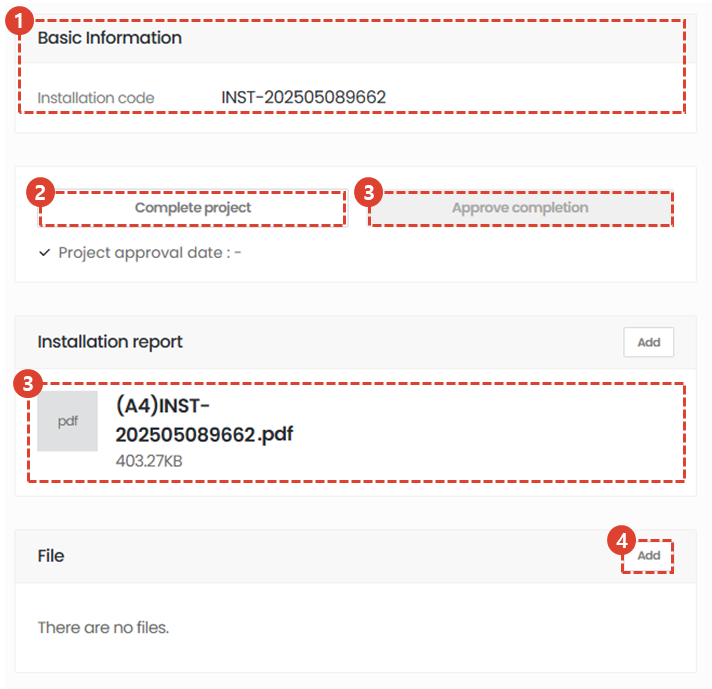 1
Basic Information
Installation code INST-202505089662
2 3
Complete project Approve completion
Project approval date : -
Installation report Add
3
pdf
(A4)INST-
202505089662.pdf
403.27KB
4
File Add
There are no files.